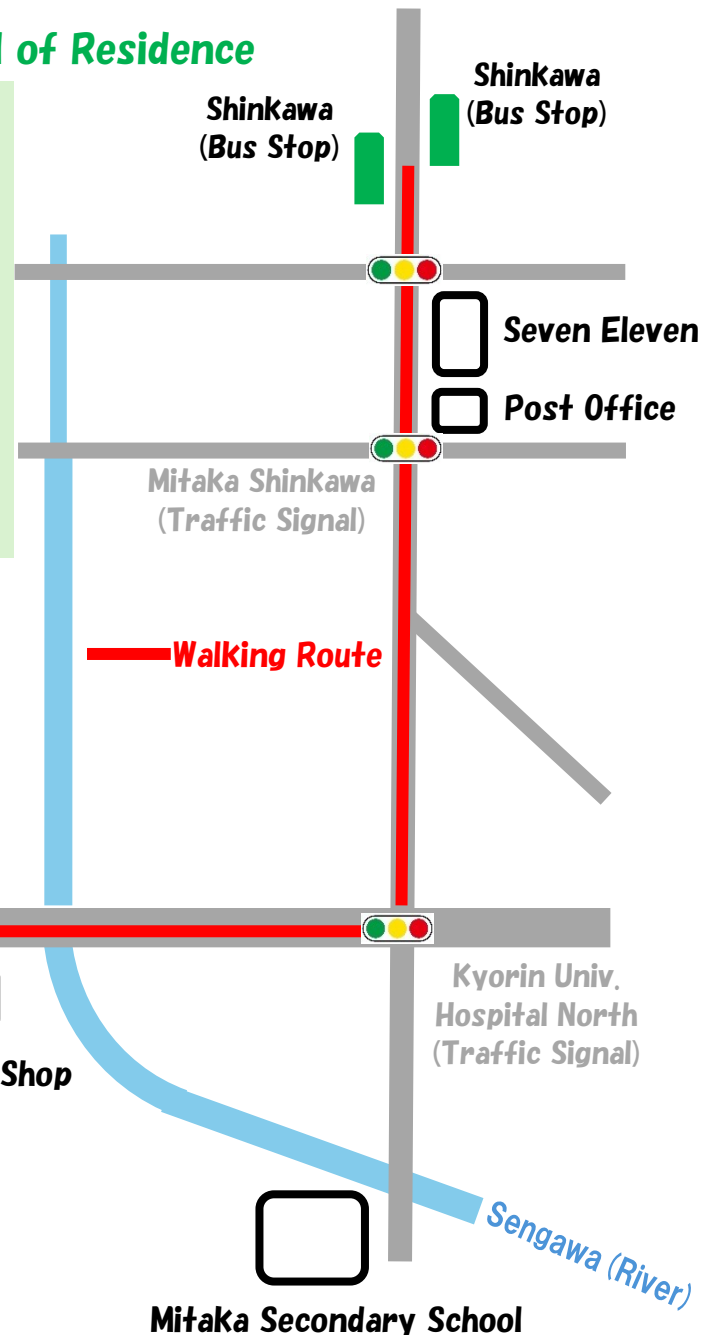 of Residence
Shinkawa
(Bus Stop)
Shinkawa
(Bus Stop)
Seven Eleven
Post Office
Mitaka Shinkawa
(Traffic Signal)
Walking Route
Kyorin Univ.
Hospital North
(Traffic Signal)
Shop
Sengawa (River)
Mitaka Secondary School